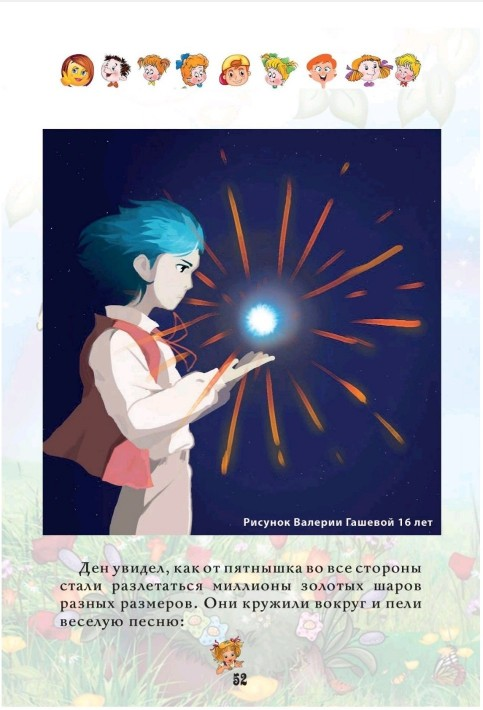 Рисунок Валерии Гашевой 16 лет
Ден увидел, как от пятнышка во все стороны
стали разлетаться миллионы золотых шаров
разных размеров. Они кружили вокруг и пели
веселую песню:
52